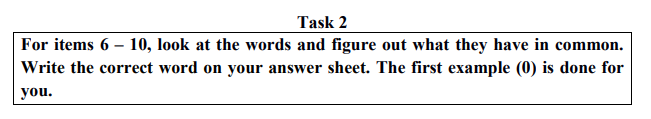 Task 2
For items 6 – 10, look at the words and figure out what they have in common.
Write the correct word on your answer sheet. The first example (0) is done for
you.